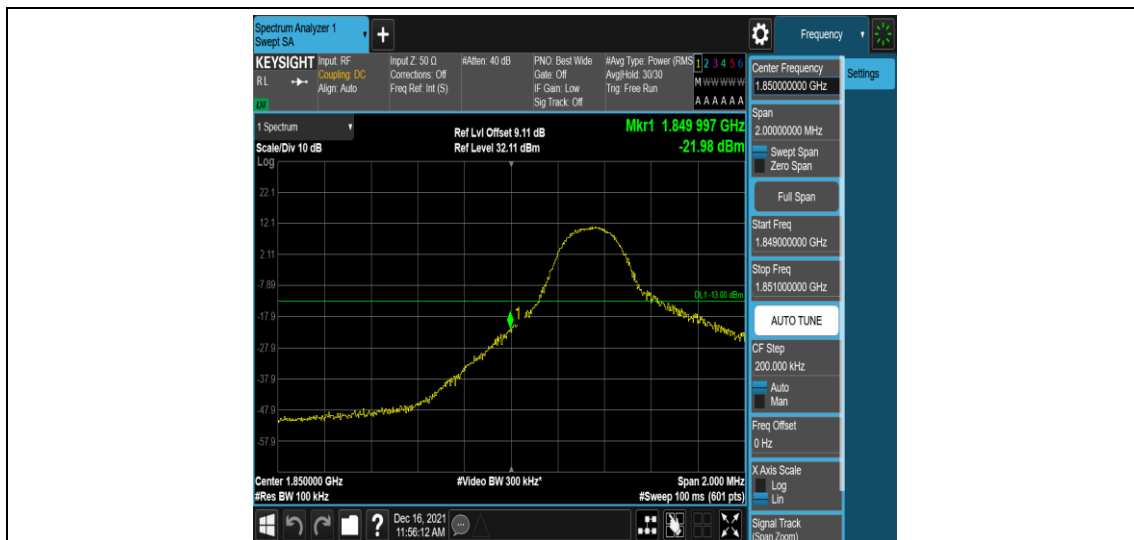 Spectrum Analyzer 1
Swept SA
+
Frequency
KEYSIGHT
RL
LXI
Input: RF
Coupling: DC
Align: Auto
Input Z: 50 Ω
Corrections: Off
Freq Ref: Int (S)
#Atten: 40 dB
PNO: Best Wide
Gate: Off
IF Gain: Low
Sig Track: Off
#Avg Type: Power (RMS
Avg|Hold: 30/30
Trig: Free Run
1 2 3 4 5 6
M W W W W W
A A A A A A
1 Spectrum
Scale/Div 10 dB
Log
Ref Lvl Offset 9.11 dB
Ref Level 32.11 dBm
Mkr1 1.849 997 GHz
-21.98 dBm
22.1
12.1
2.11
-7.89
-17.9
-27.9
-37.9
-47.9
-57.9
DL1 -13.00 dBm
1
Center 1.850000 GHz
#Res BW 100 kHz
#Video BW 300 kHz*
Span 2.000 MHz
#Sweep 100 ms (601 pts)
?
Dec 16, 2021
11:56:12 AM
Center Frequency
1.850000000 GHz
Settings
Span
2.00000000 MHz
Swept Span
Zero Span
Full Span
Start Freq
1.849000000 GHz
Stop Freq
1.851000000 GHz
AUTO TUNE
CF Step
200.000 kHz
Auto
Man
Freq Offset
0 Hz
X Axis Scale
Log
Lin
Signal Track
(Span Zoom)